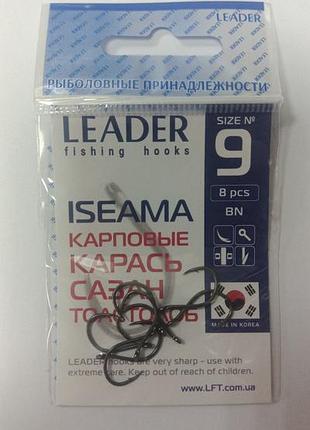 LEADER
РЫБОЛОВНЫЕ ПРИНАДЛЕЖНОСТИ
LEADER
fishing hooks
SIZE №
9
8 pcs
BN
ISEAMA
КАРПОВЫЕ
КАРАСЬ
САЗАН
ТОЛСТОЛОБ
MADE IN KOREA
LEADER hooks are very sharp - use with
extreme care. Keep out of reach of children.
www.LFT.com.ua